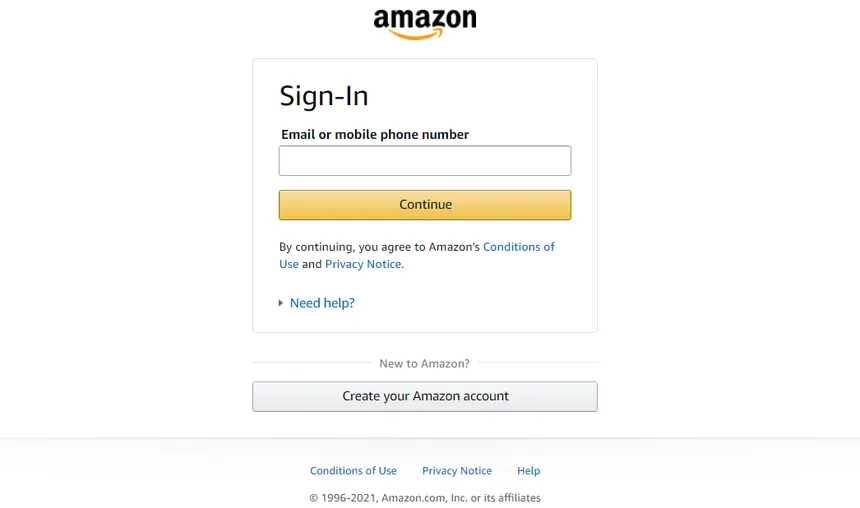 amazon
Sign-In
Email or mobile phone number
Continue
By continuing, you agree to Amazon's Conditions of
Use and Privacy Notice.
Need help?
New to Amazon?
Create your Amazon account
Conditions of Use Privacy Notice Help
© 1996-2021, Amazon.com, Inc. or its affiliates